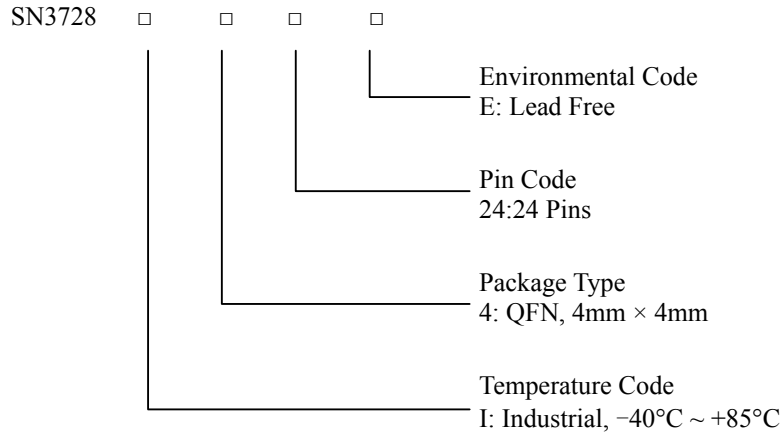 SN3728 □ □ □ □
Environmental Code
E: Lead Free
Pin Code
24:24 Pins
Package Type
4: QFN, 4mm × 4mm
Temperature Code
I: Industrial, −40°C ~ +85°C